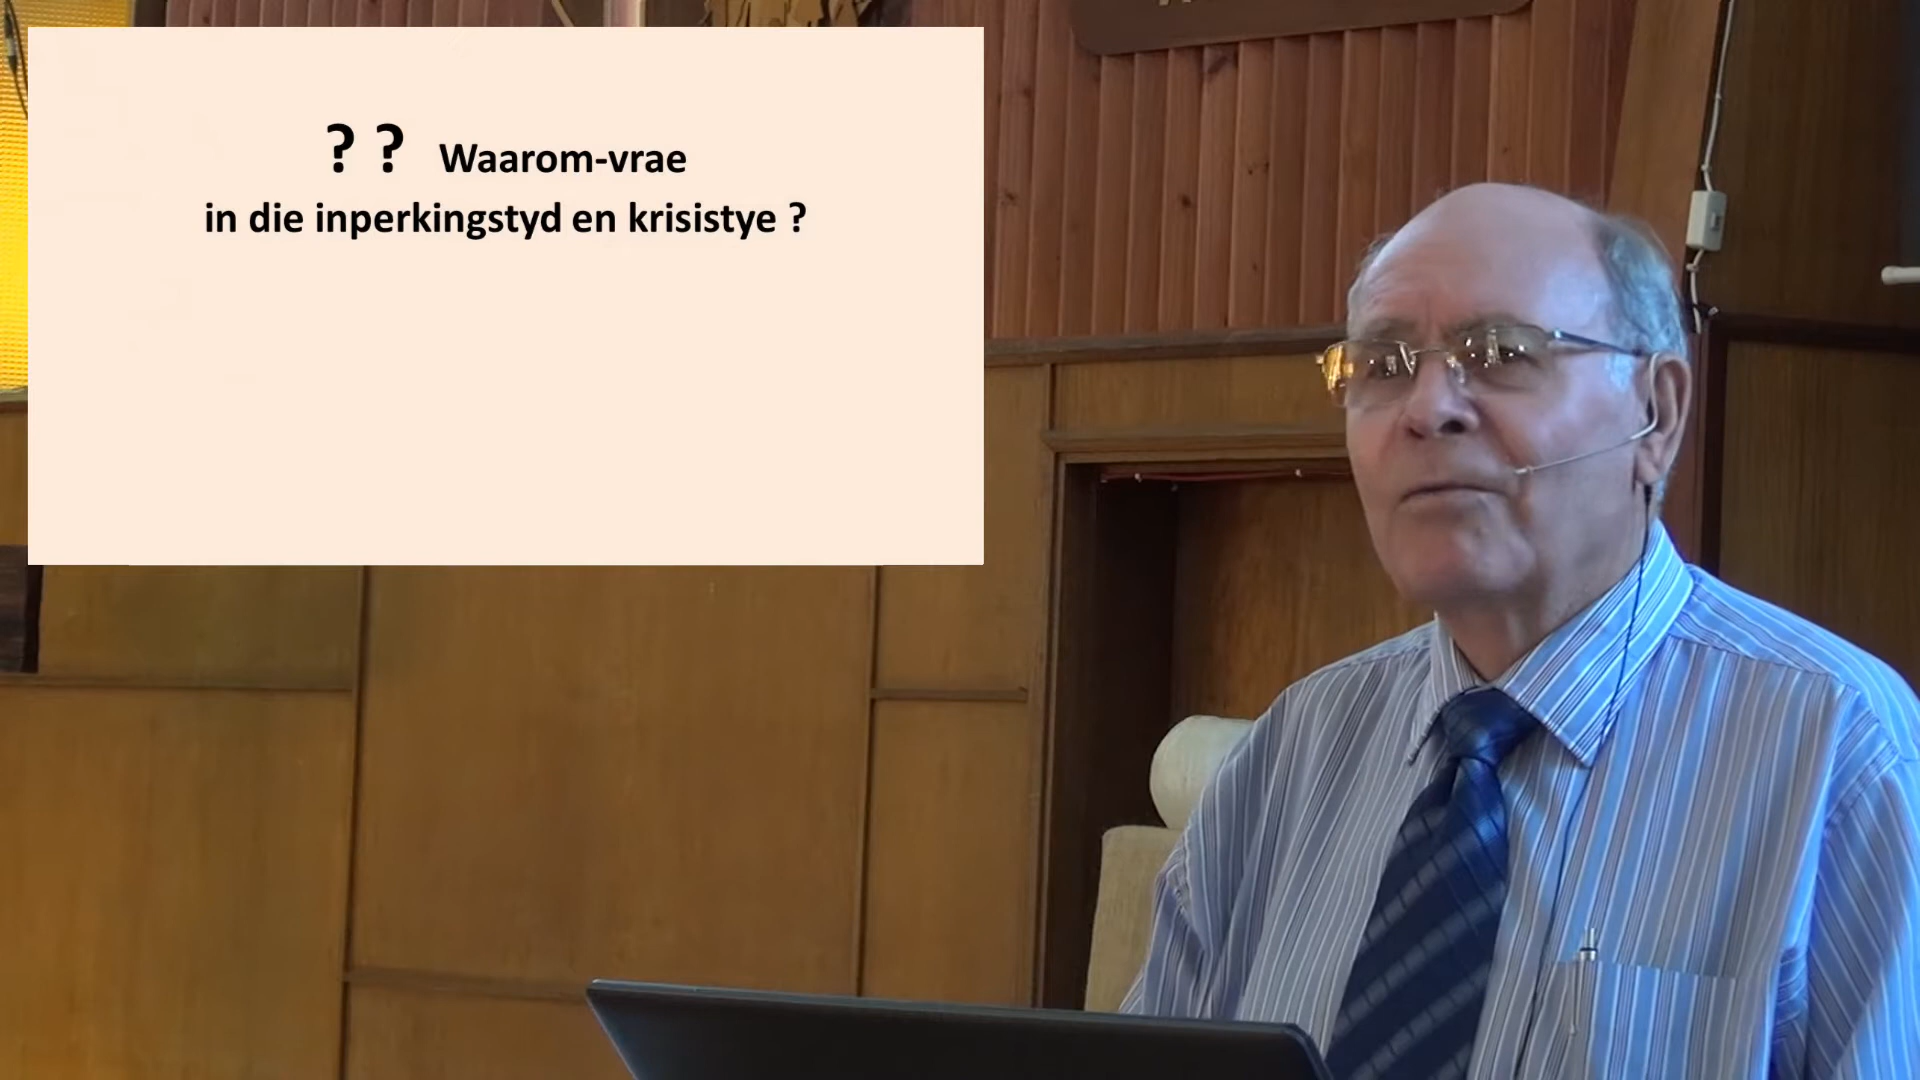 ? ? Waarom-vrae
in die inperkingstyd en krisistye ?